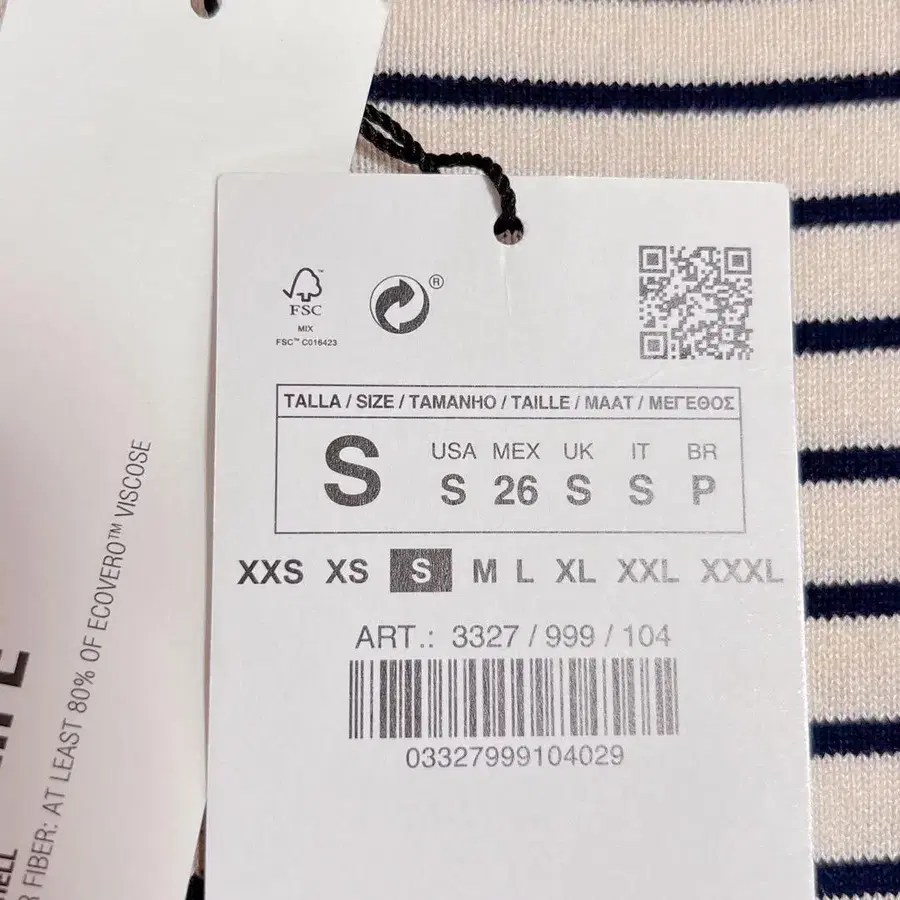 FSC
MIX
FSC™ C016423
®
TALLA / SIZE / TAMANHO / TAILLE / MAAT / ΜΕΓΕΘΟΣ
S
USA MEX UK IT BR
S 26 S S P
XXS XS S M L XL XXL XXXL
ART.: 3327 / 999 / 104
03327999104029
FIBER: AT LEAST 80% OF ECOVERO™ VISCOSE